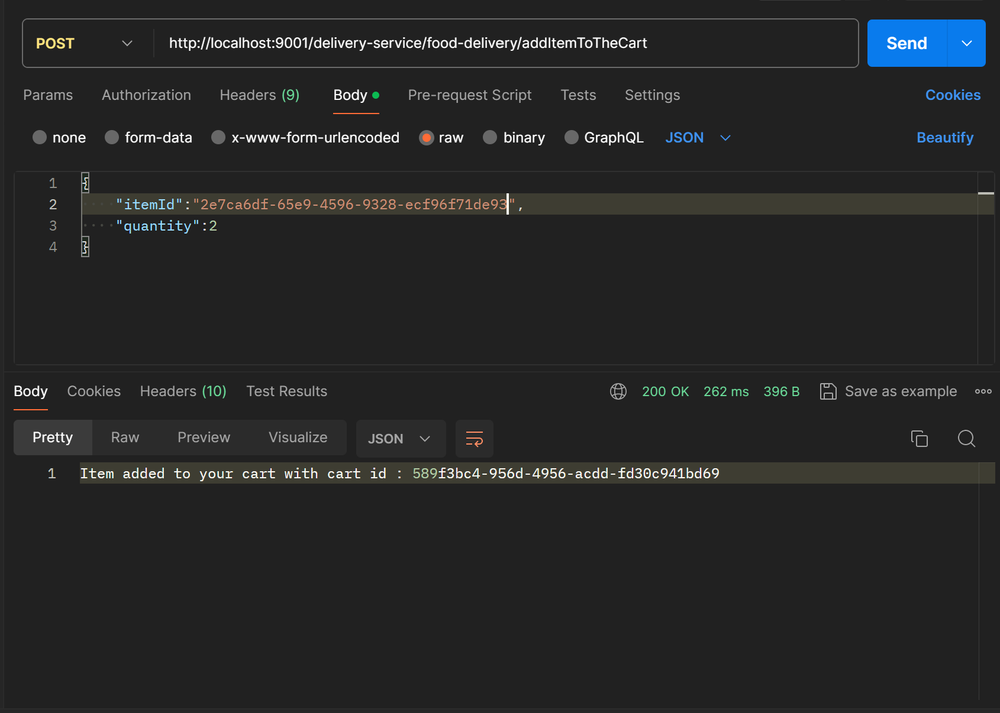 POST http://localhost:9001/delivery-service/food-delivery/addItemToTheCart Send
Params Authorization Headers (9) Body Pre-request Script Tests Settings Cookies
none form-data x-www-form-urlencoded raw binary GraphQL JSON Beautify
1 {
2 "itemId":"2e7ca6df-65e9-4596-9328-ecf96f71de93",
3 "quantity":2
4 }
Body Cookies Headers (10) Test Results 200 OK 262 ms 396 B Save as example
Pretty Raw Preview Visualize JSON
1 Item added to your cart with cart id : 589f3bc4-956d-4956-acdd-fd30c941bd69